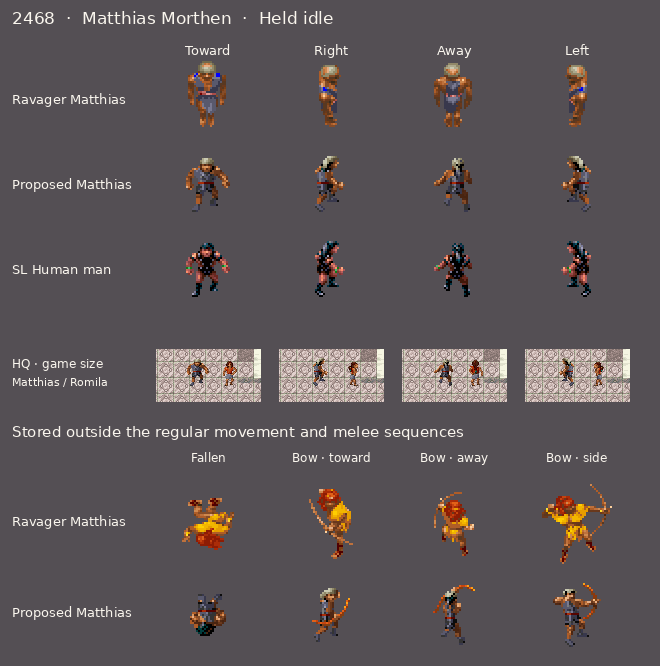 2468 · Matthias Morthen · Held idle
Toward Right Away Left
Ravager Matthias
Proposed Matthias
SL Human man
HQ · game size
Matthias / Romila
Stored outside the regular movement and melee sequences
Fallen Bow · toward Bow · away Bow · side
Ravager Matthias
Proposed Matthias